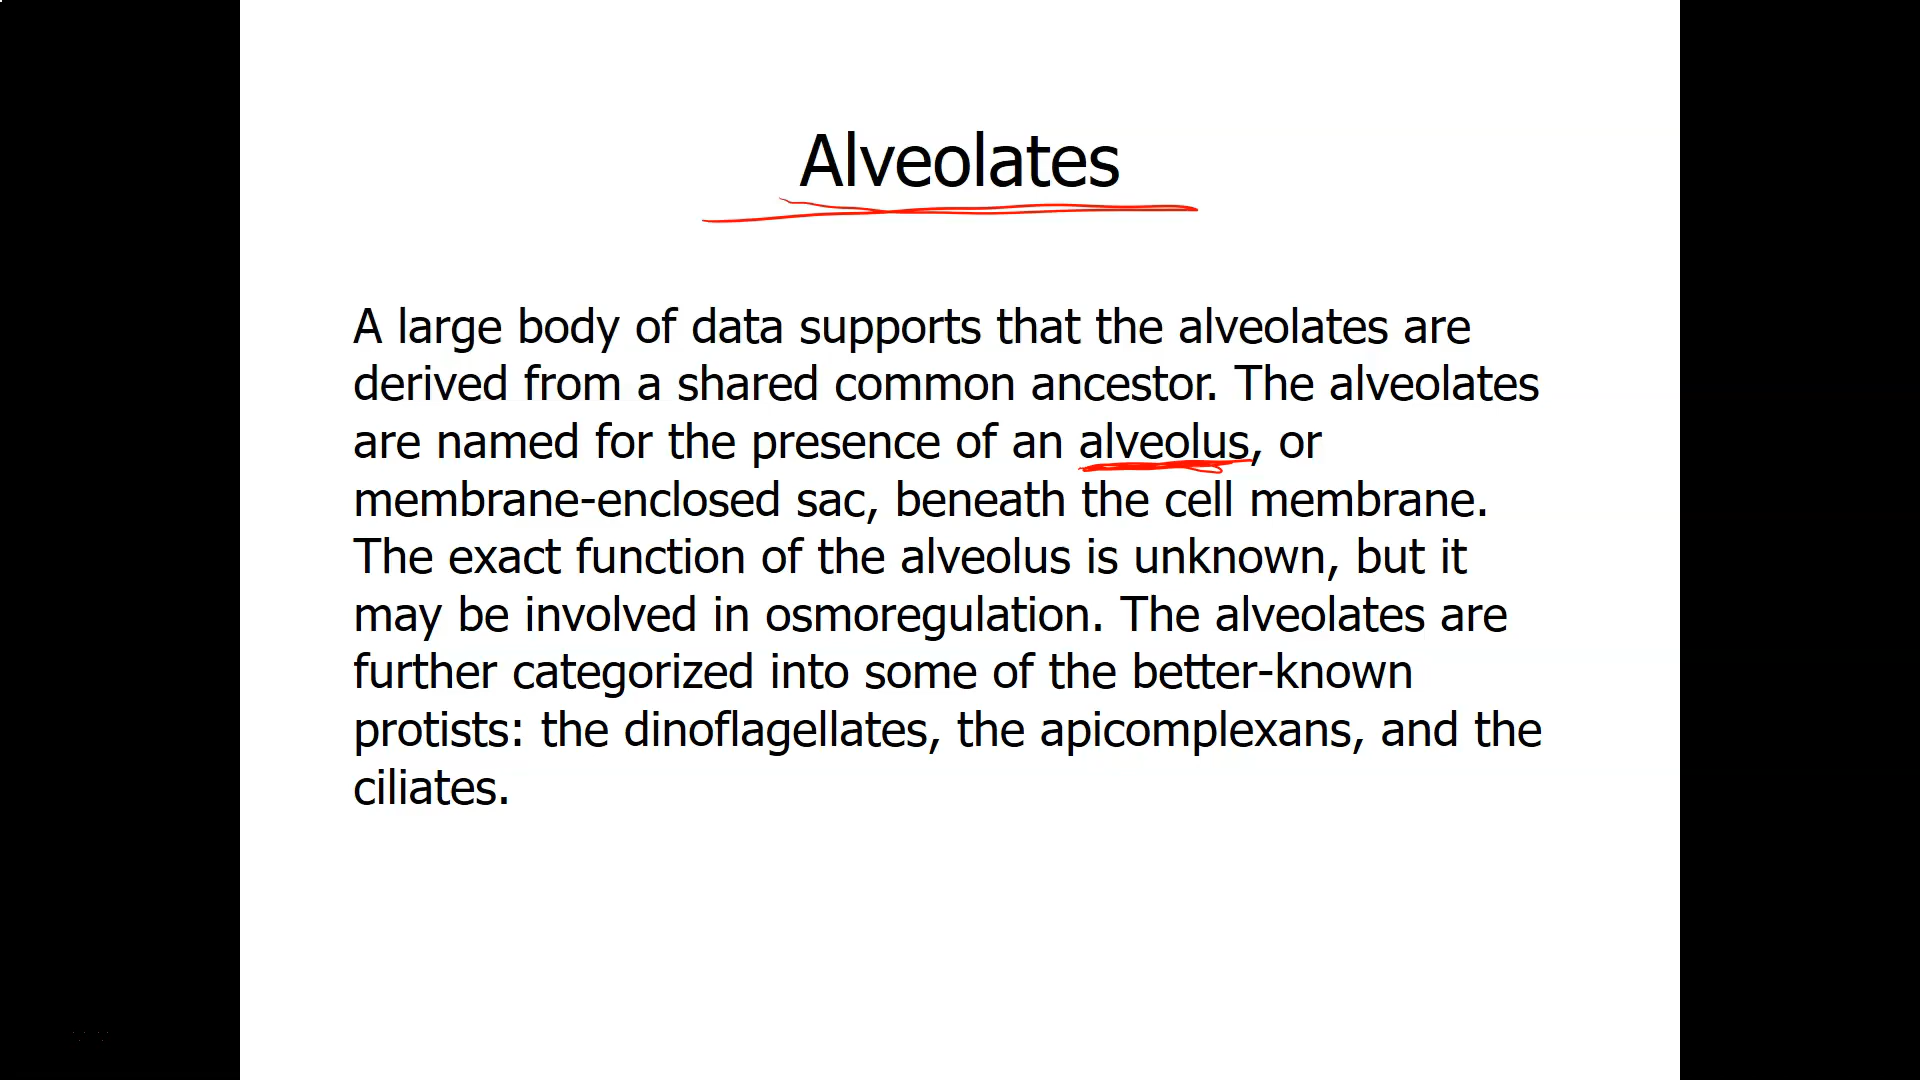 Alveolates
A large body of data supports that the alveolates are
derived from a shared common ancestor. The alveolates
are named for the presence of an alveolus, or
membrane-enclosed sac, beneath the cell membrane.
The exact function of the alveolus is unknown, but it
may be involved in osmoregulation. The alveolates are
further categorized into some of the better-known
protists: the dinoflagellates, the apicomplexans, and the
ciliates.